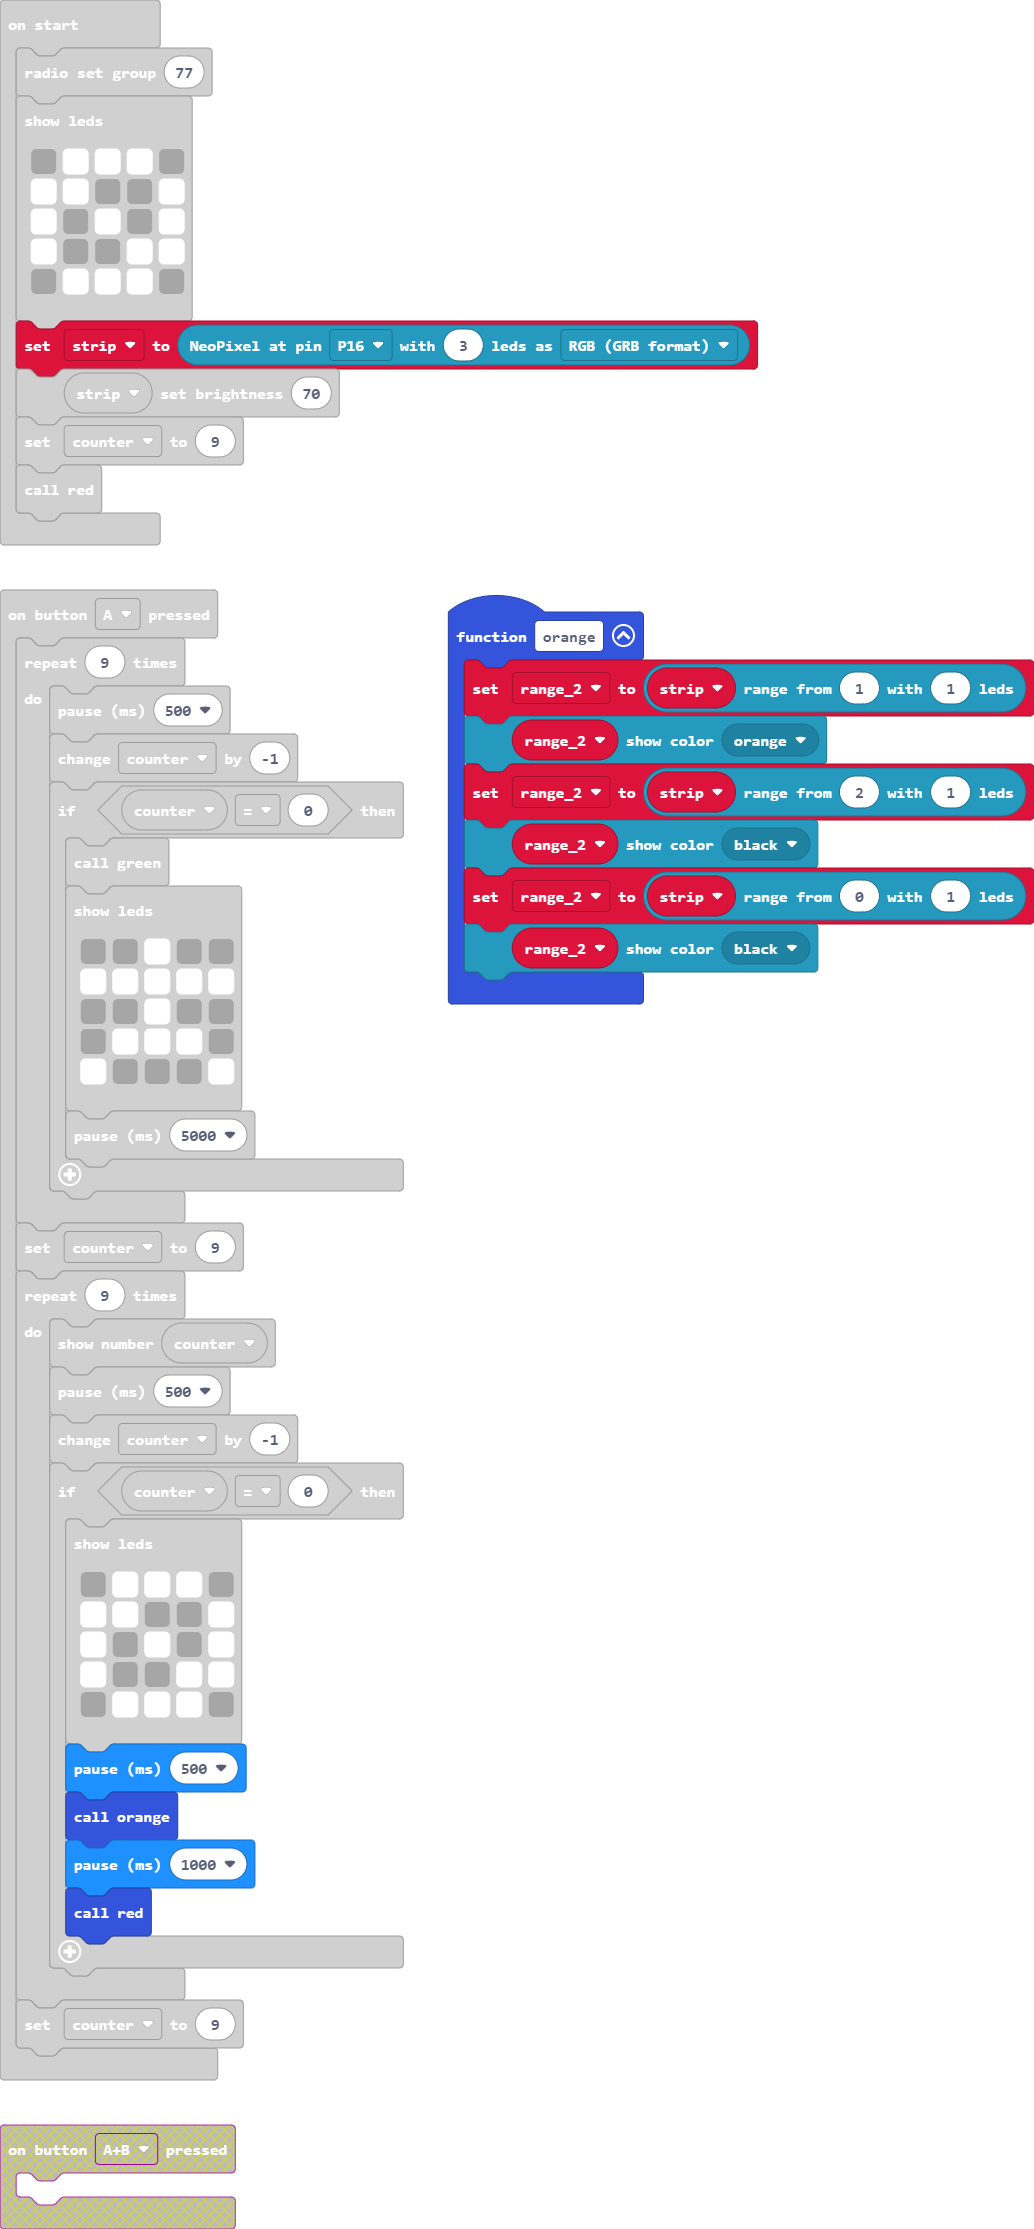 on start
radio set group 77
show leds
set strip to NeoPixel at pin P16 with 3 leds as RGB (GRB format)
strip set brightness 70
set counter to 9
call red
on button A pressed
repeat 9 times
do
pause (ms) 500
change counter by -1
if counter = 0 then
call green
show leds
pause (ms) 5000
set counter to 9
repeat 9 times
do
show number counter
pause (ms) 500
change counter by -1
if counter = 0 then
show leds
pause (ms) 500
call orange
pause (ms) 1000
call red
set counter to 9
on button A+B pressed
function orange
set range_2 to strip range from 1 with 1 leds
range_2 show color orange
set range_2 to strip range from 2 with 1 leds
range_2 show color black
set range_2 to strip range from 0 with 1 leds
range_2 show color black